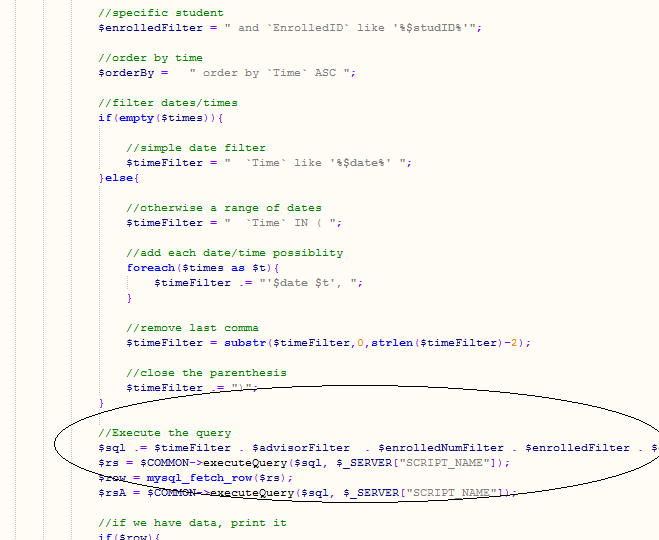 //specific student
$enrolledFilter = " and `EnrolledID` like '%$studID%'";
//order by time
$orderBy =   " order by `Time` ASC ";
//filter dates/times
if(empty($times)){
//simple date filter
$timeFilter = "  `Time` like '%$date%' ";
}else{
//otherwise a range of dates
$timeFilter = "  `Time` IN ( ";
//add each date/time possiblity
foreach($times as $t){
$timeFilter .= "'$date $t', ";
}
//remove last comma
$timeFilter = substr($timeFilter,0,strlen($timeFilter)-2);
//close the parenthesis
$timeFilter .= ")";
}
//Execute the query
$sql .= $timeFilter . $advisorFilter  . $enrolledNumFilter . $enrolledFilter . $
$rs = $COMMON->executeQuery($sql, $_SERVER["SCRIPT_NAME"]);
$row = mysql_fetch_row($rs);
$rsA = $COMMON->executeQuery($sql, $_SERVER["SCRIPT_NAME"]);
//if we have data, print it
if($row){